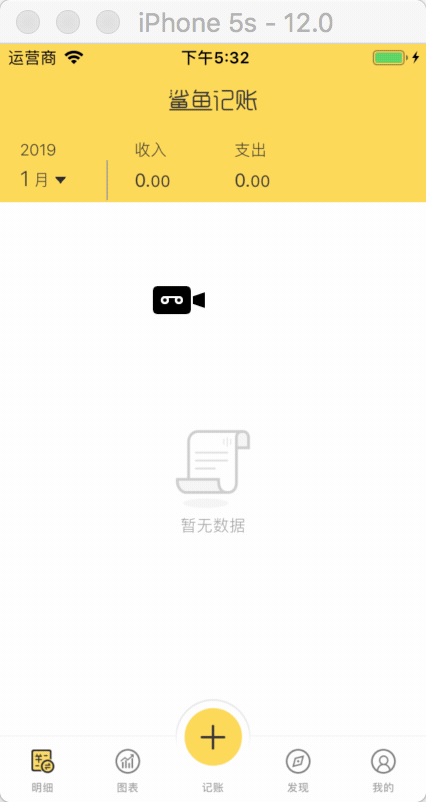 iPhone 5s - 12.0
运营商 下午5:32
鲨鱼记账
2019 收入 支出
1月 0.00 0.00
暂无数据
明细 图表 记账 发现 我的